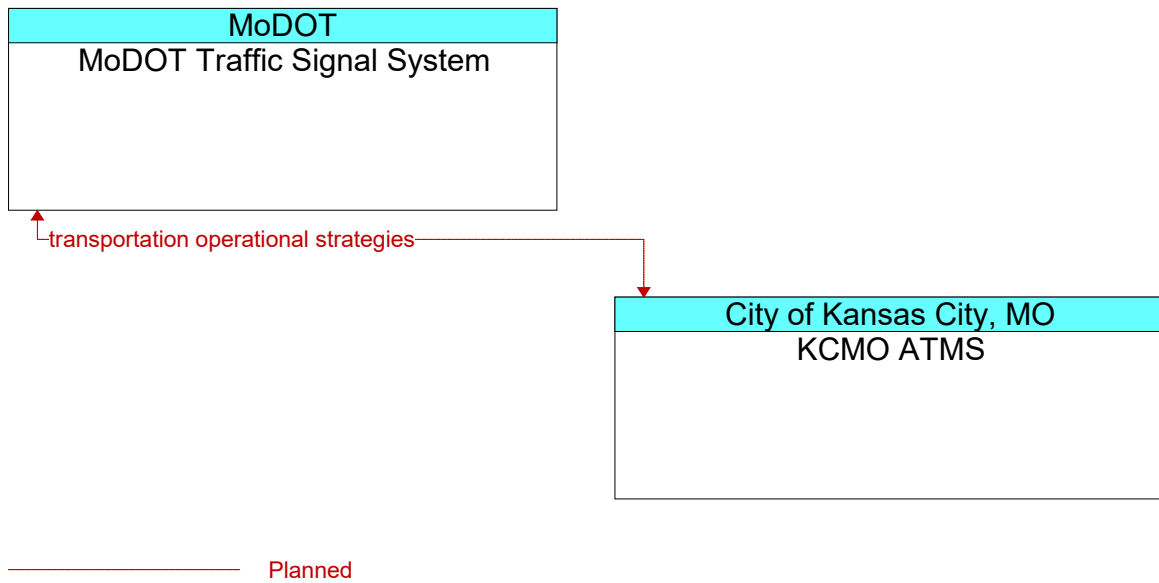 MoDOT
MoDOT Traffic Signal System
transportation operational strategies
City of Kansas City, MO
KCMO ATMS
Planned